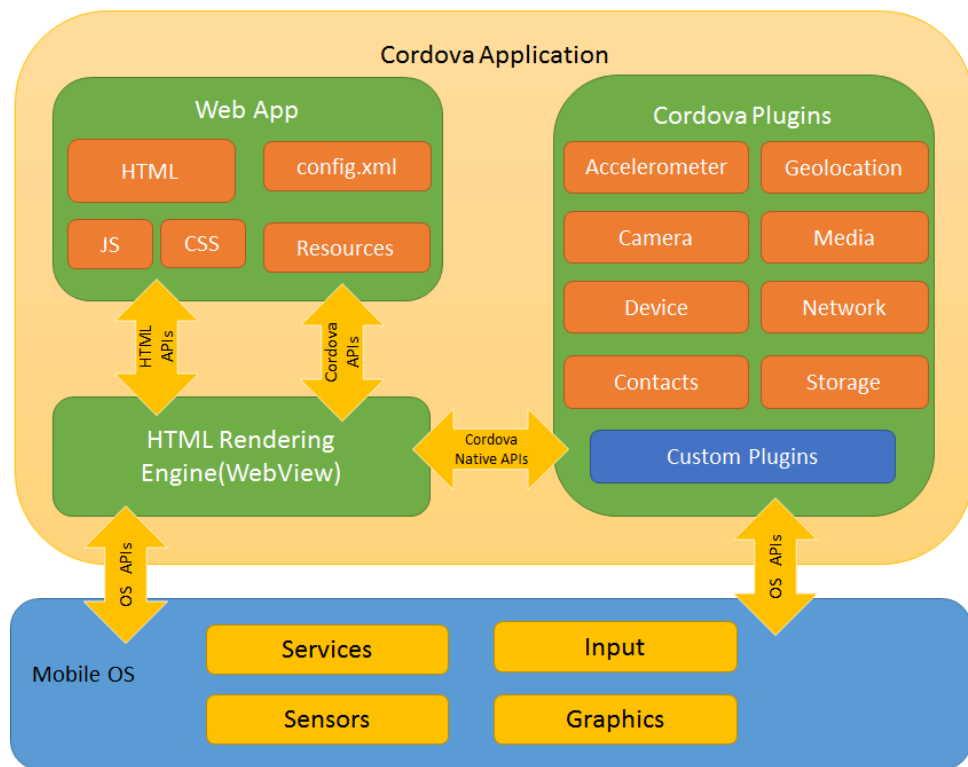 Cordova Application
Web App
HTML
config.xml
JS
CSS
Resources
HTML
APIs
Cordova
APIs
HTML Rendering
Engine(WebView)
Cordova
Native APIs
Cordova Plugins
Accelerometer
Geolocation
Camera
Media
Device
Network
Contacts
Storage
Custom Plugins
OS APIs
OS APIs
Mobile OS
Services
Input
Sensors
Graphics